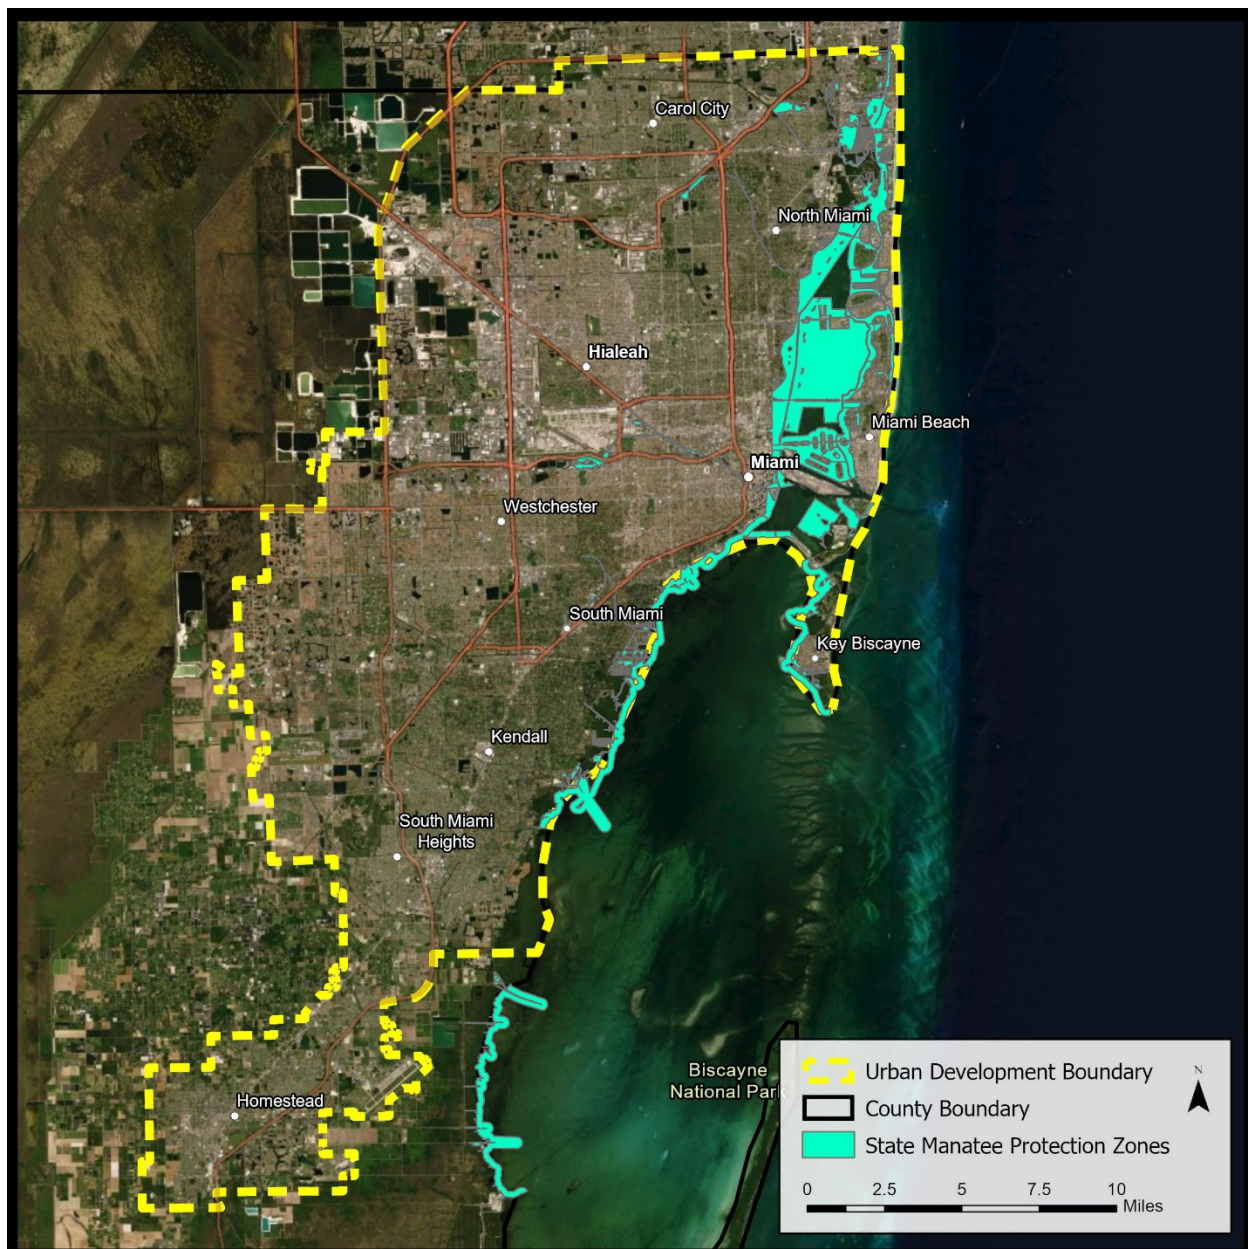 Carol City
North Miami
Hialeah
Miami Beach
Miami
Westchester
South Miami
Key Biscayne
Kendall
South Miami
Heights
Biscayne
National Park
Homestead
Urban Development Boundary
N
County Boundary
State Manatee Protection Zones
0 2.5 5 7.5 10
Miles